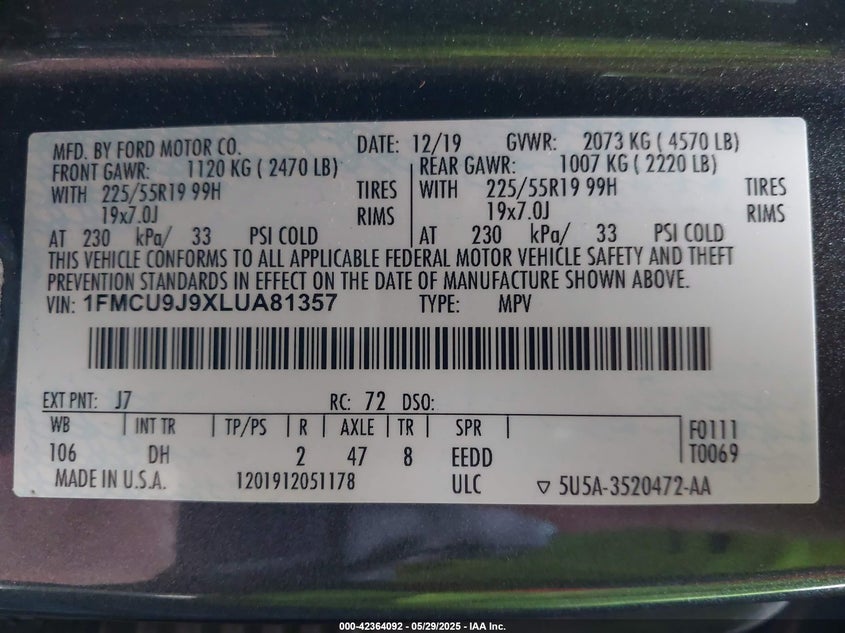 MFD. BY FORD MOTOR CO. DATE: 12/19 GVWR: 2073 KG ( 4570 LB)
FRONT GAWR: 1120 KG ( 2470 LB) REAR GAWR: 1007 KG ( 2220 LB)
WITH 225/55R19 99H TIRES WITH 225/55R19 99H TIRES
19x7.0J RIMS 19x7.0J RIMS
AT 230 kPa/ 33 PSI COLD AT 230 kPa/ 33 PSI COLD
THIS VEHICLE CONFORMS TO ALL APPLICABLE FEDERAL MOTOR VEHICLE SAFETY AND THEFT
PREVENTION STANDARDS IN EFFECT ON THE DATE OF MANUFACTURE SHOWN ABOVE.
VIN: 1FMCU9J9XLUA81357 TYPE: MPV
EXT PNT: J7 RC: 72 DSO:
WB INT TR TP/PS R AXLE TR SPR F0111
106 DH 2 47 8 EEDD T0069
MADE IN U.S.A. 1201912051178 ULC ▽ 5U5A-3520472-AA
000-42364092 - 05/29/2025 - IAA Inc.